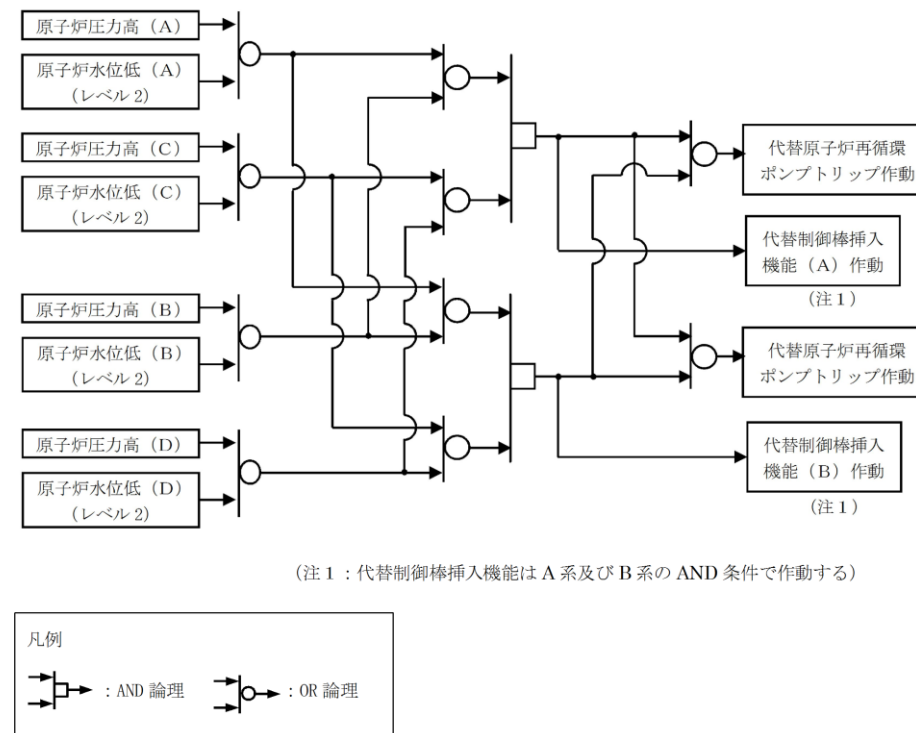 原子炉圧力高（A）
原子炉水位低（A）
（レベル２）
原子炉圧力高（C）
原子炉水位低（C）
（レベル２）
原子炉圧力高（B）
原子炉水位低（B）
（レベル２）
原子炉圧力高（D）
原子炉水位低（D）
（レベル２）
代替原子炉再循環
ポンプトリップ作動
代替制御棒挿入
機能（A）作動
（注１）
代替原子炉再循環
ポンプトリップ作動
代替制御棒挿入
機能（B）作動
（注１）
（注１：代替制御棒挿入機能は A 系及び B 系の AND 条件で作動する）
凡例
：AND 論理
：OR 論理